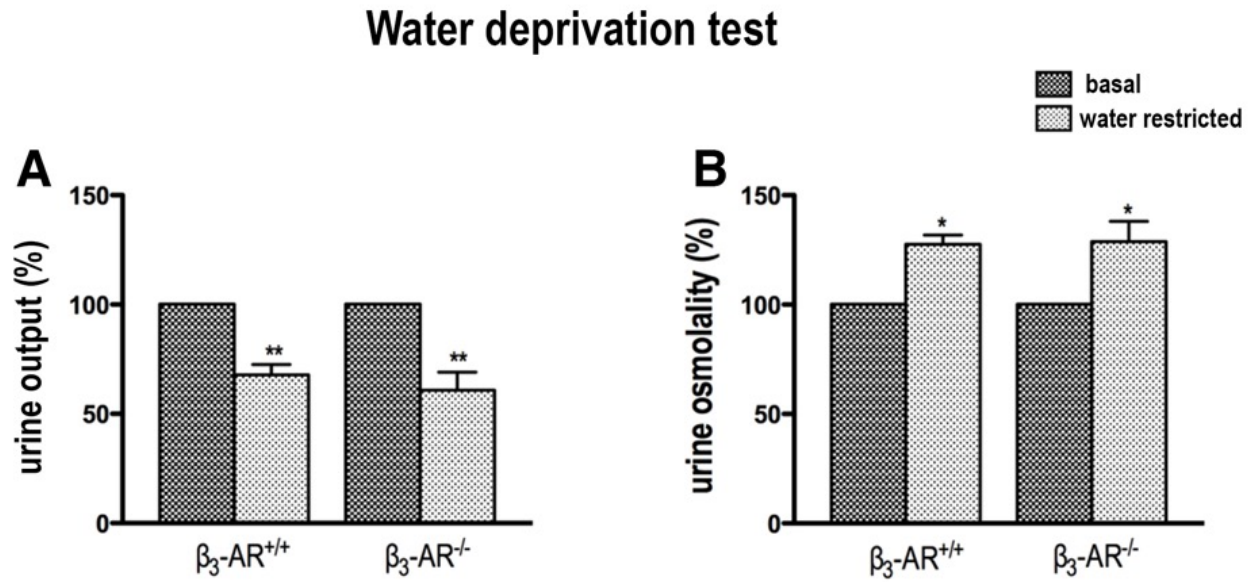 Water deprivation test
basal
water restricted
A
150
100
50
0
urine output (%)
**
**
β₃-AR⁺/⁺
β₃-AR⁻/⁻
B
150
100
50
0
urine osmolality (%)
*
*
β₃-AR⁺/⁺
β₃-AR⁻/⁻